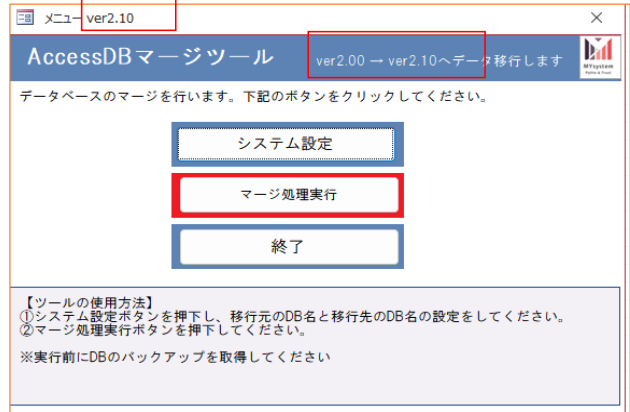 メニュー ver2.10
AccessDBマージツール
ver2.00 → ver2.10へデータ移行します
MYsystem
データベースのマージを行います。下記のボタンをクリックしてください。
システム設定
マージ処理実行
終了
【ツールの使用方法】
①システム設定ボタンを押下し、移行元のDB名と移行先のDB名の設定をしてください。
②マージ処理実行ボタンを押下してください。
※実行前にDBのバックアップを取得してください